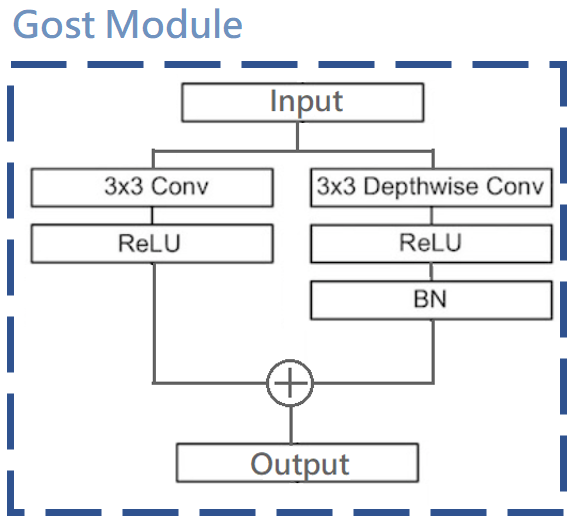 Gost Module
Input
3x3 Conv
3x3 Depthwise Conv
ReLU
ReLU
BN
Output